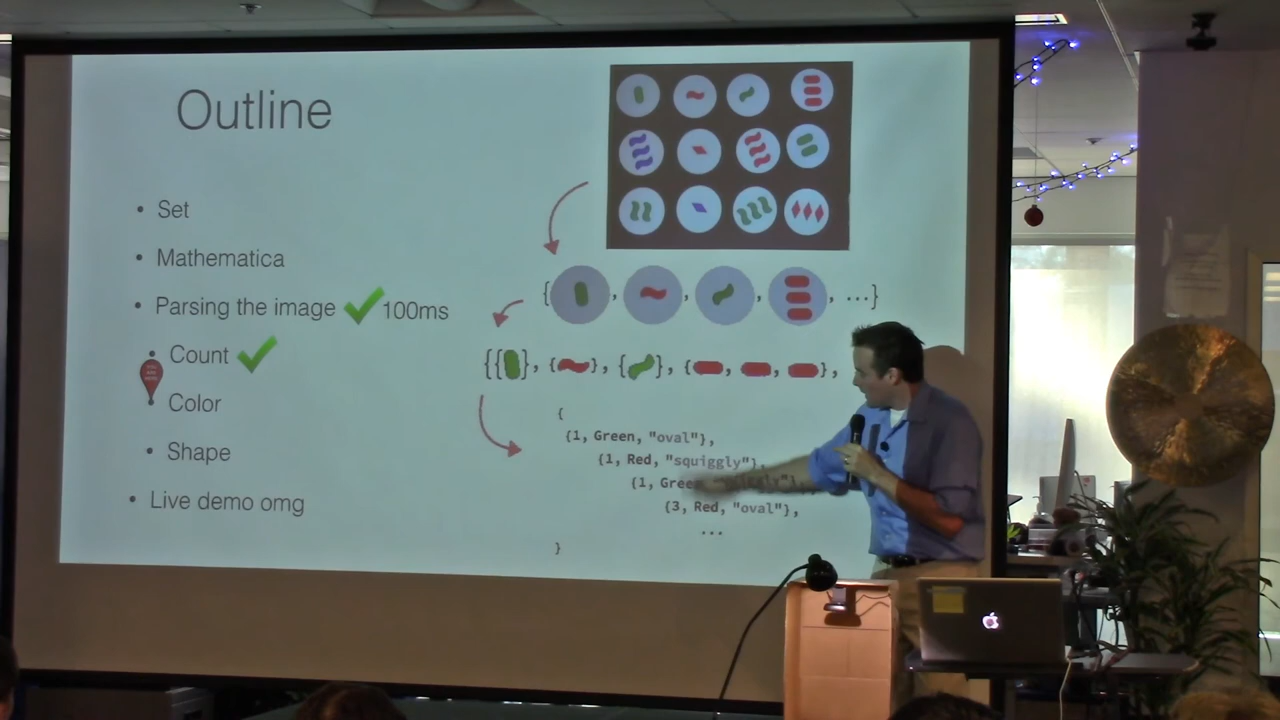 Outline
• Set
• Mathematica
• Parsing the image 100ms
• Count
• Color
• Shape
• Live demo omg
{ , , , , ...}
{{ }, { }, { }, { , , },
{
{1, Green, "oval"},
{1, Red, "squiggly"},
{1, Green,
{3, Red, "oval"},
...
}